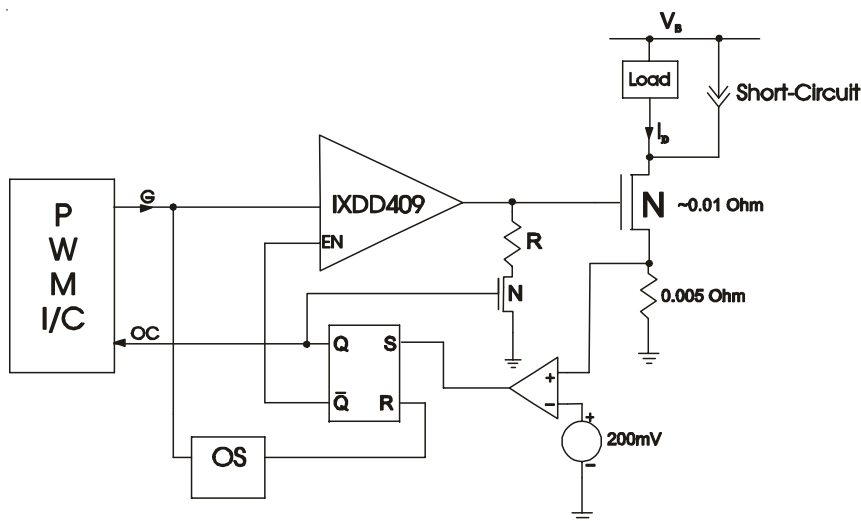 V_B
Load
Short-Circuit
I_D
G
IXDD409
N
~0.01 Ohm
P
W
M
I/C
EN
R
N
0.005 Ohm
OC
Q
S
+
Q̅
R
-
+
200mV
OS
-